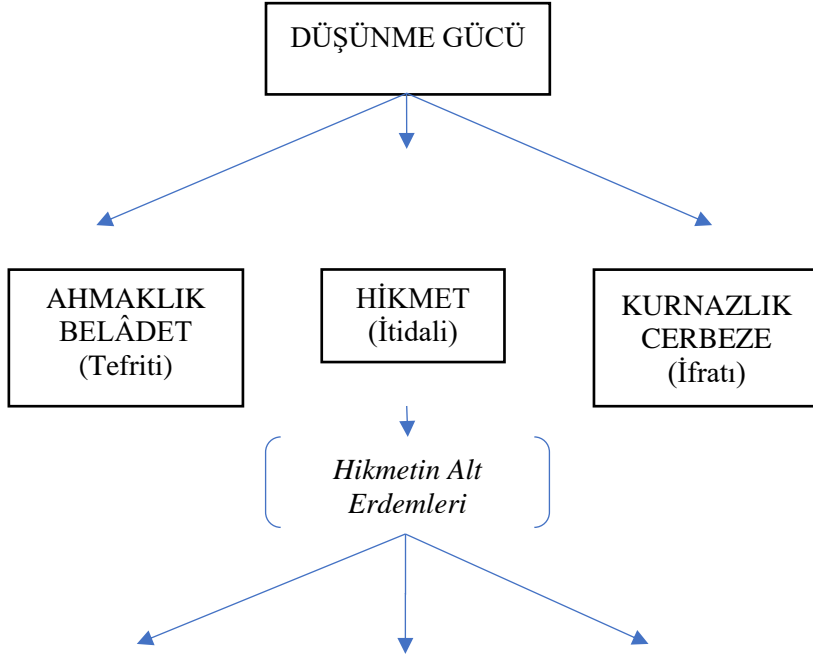 DÜŞÜNME GÜCÜ
AHMAKLIK
BELÂDET
(Tefriti)
HİKMET
(İtidali)
KURNAZLIK
CERBEZE
(İfratı)
Hikmetin Alt
Erdemleri